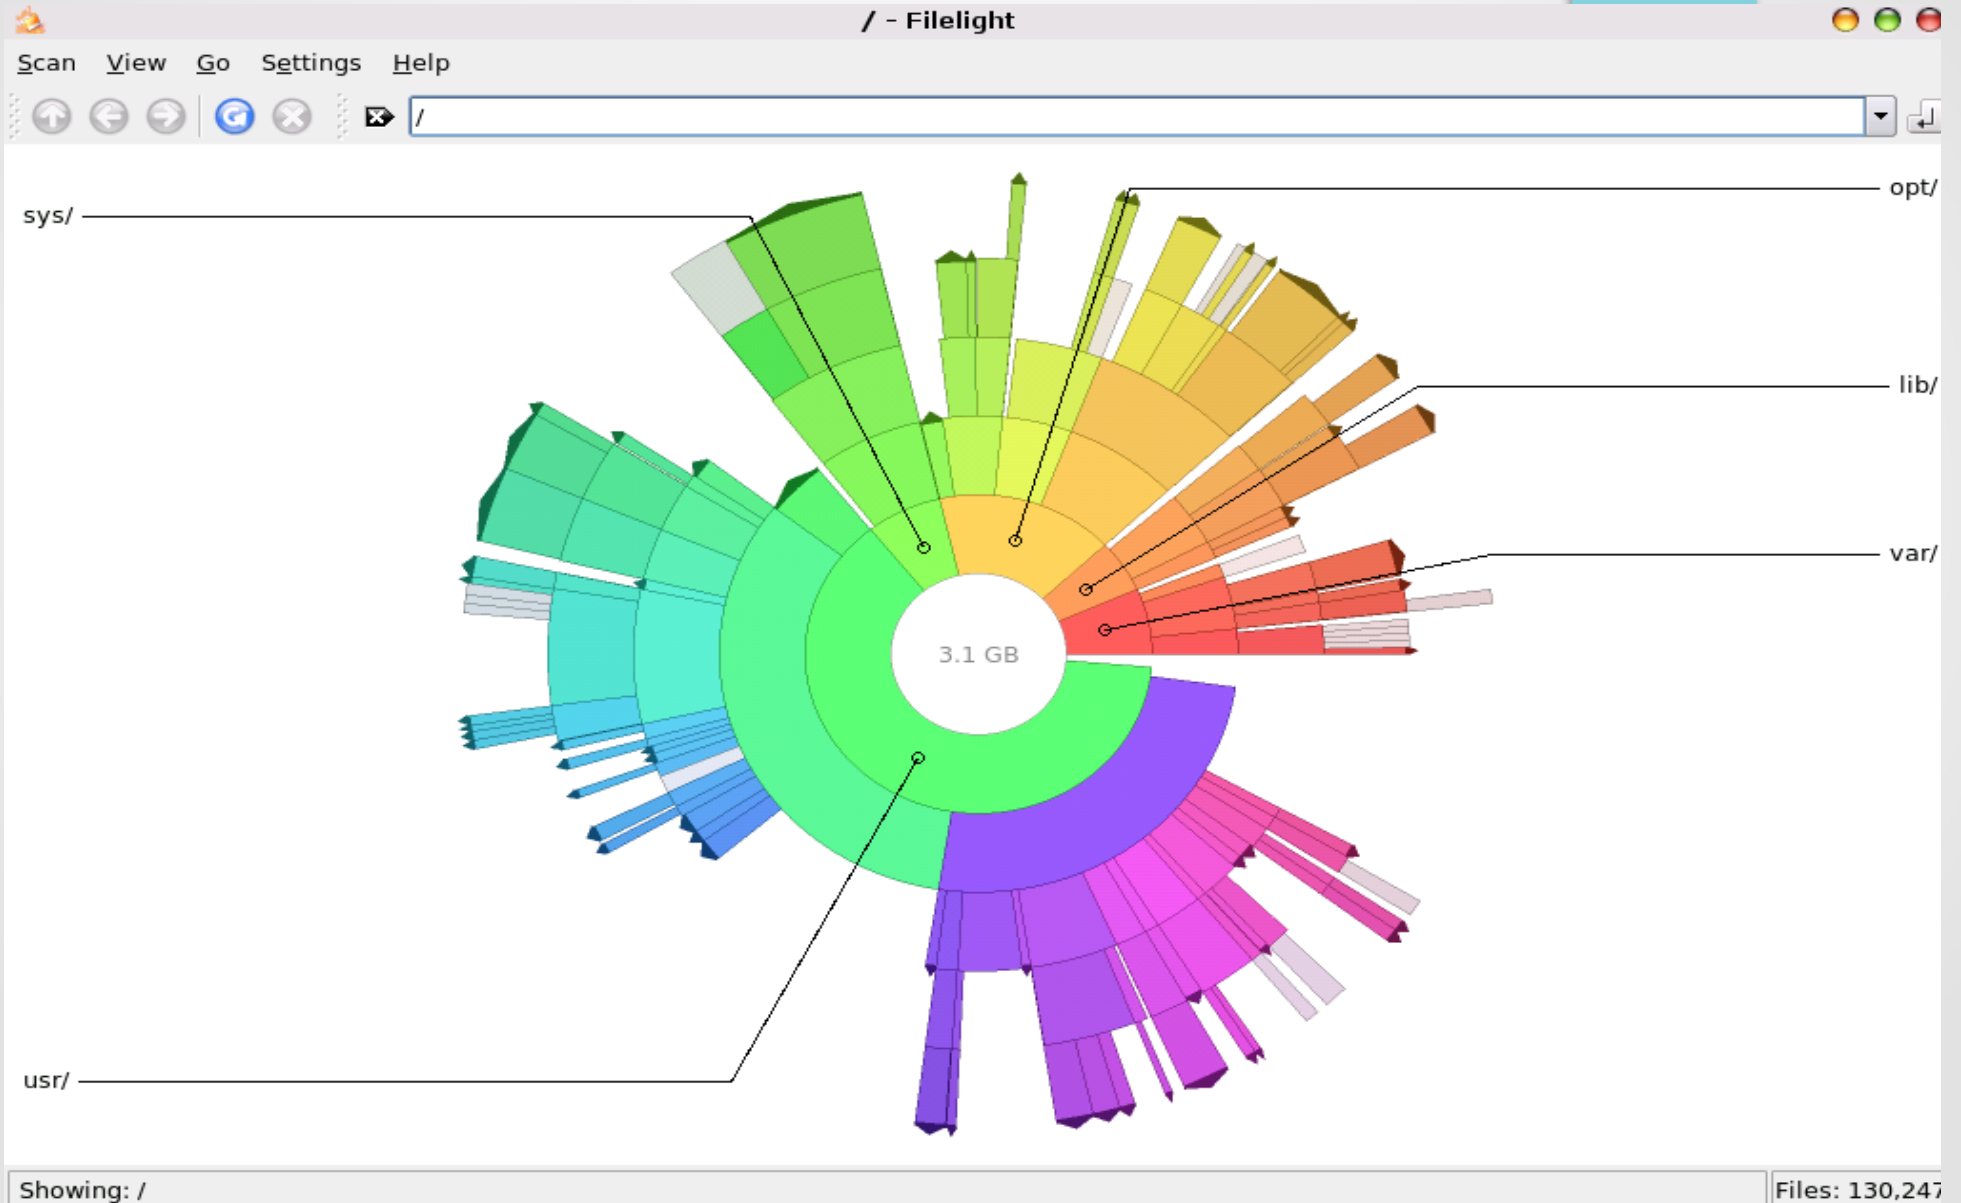 / - Filelight
Scan View Go Settings Help
/
opt/
sys/
lib/
var/
3.1 GB
usr/
Showing: /
Files: 130,247